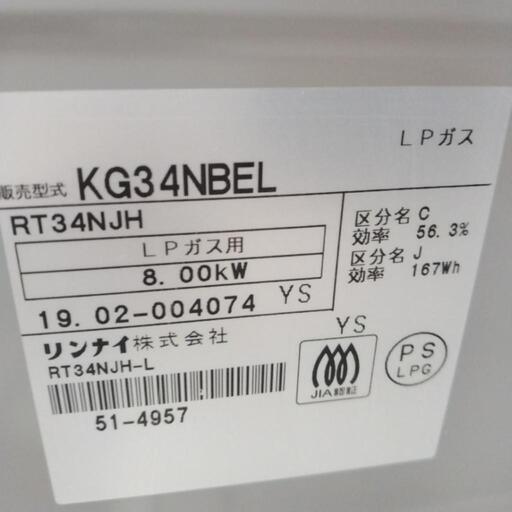 LPガス
販売型式 KG34NBEL
RT34NJH
LPガス用
8.00kW
区分名 C
効率 56.3%
区分名 J
効率 167Wh
19.02-004074 YS
リンナイ株式会社
RT34NJH-L
51-4957
YS
JIA認証
PS
LPG